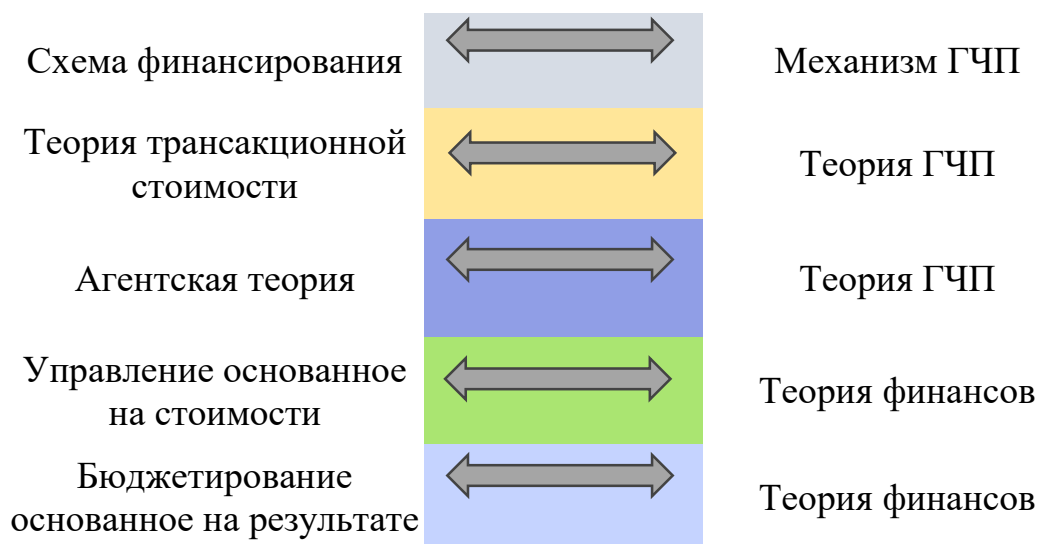 Схема финансирования
Механизм ГЧП
Теория трансакционной
стоимости
Теория ГЧП
Агентская теория
Теория ГЧП
Управление основанное
на стоимости
Теория финансов
Бюджетирование
основанное на результате
Теория финансов